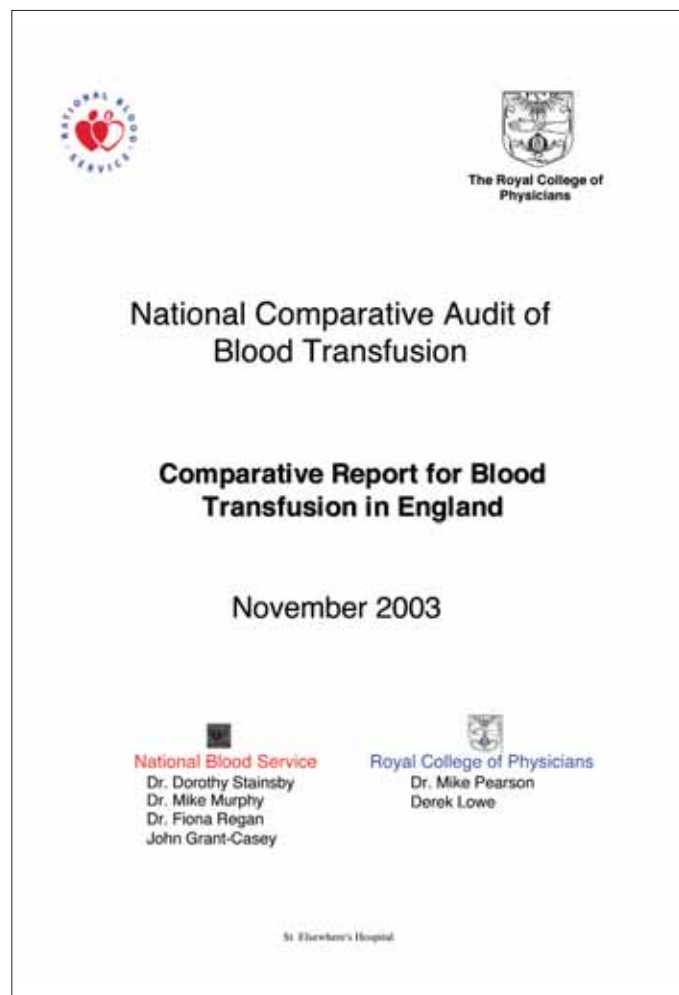 NATIONAL BLOOD SERVICE
The Royal College of
Physicians
National Comparative Audit of
Blood Transfusion
Comparative Report for Blood
Transfusion in England
November 2003
National Blood Service
Dr. Dorothy Stainsby
Dr. Mike Murphy
Dr. Fiona Regan
John Grant-Casey
Royal College of Physicians
Dr. Mike Pearson
Derek Lowe
St. Elsewhere's Hospital